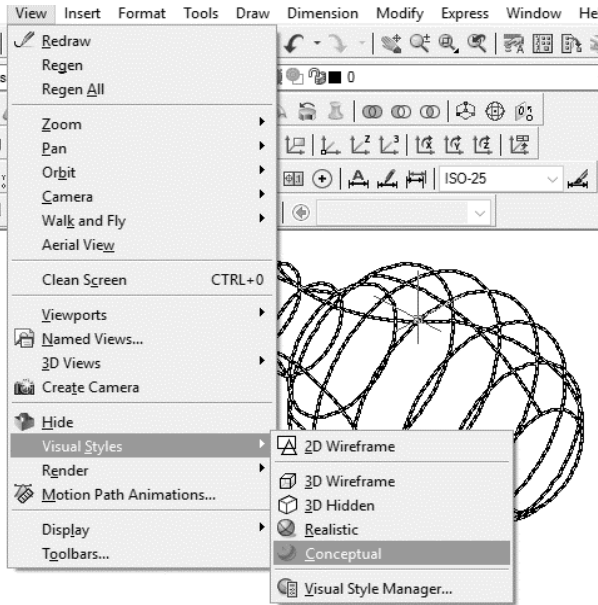 View Insert Format Tools Draw Dimension Modify Express Window He
Redraw
Regen
Regen All
0
Zoom
Pan
Orbit
ISO-25
Camera
Walk and Fly
Aerial View
Clean Screen CTRL+0
Viewports
Named Views...
3D Views
Create Camera
Hide
Visual Styles
Render
Motion Path Animations...
Display
Toolbars...
2D Wireframe
3D Wireframe
3D Hidden
Realistic
Conceptual
Visual Style Manager...